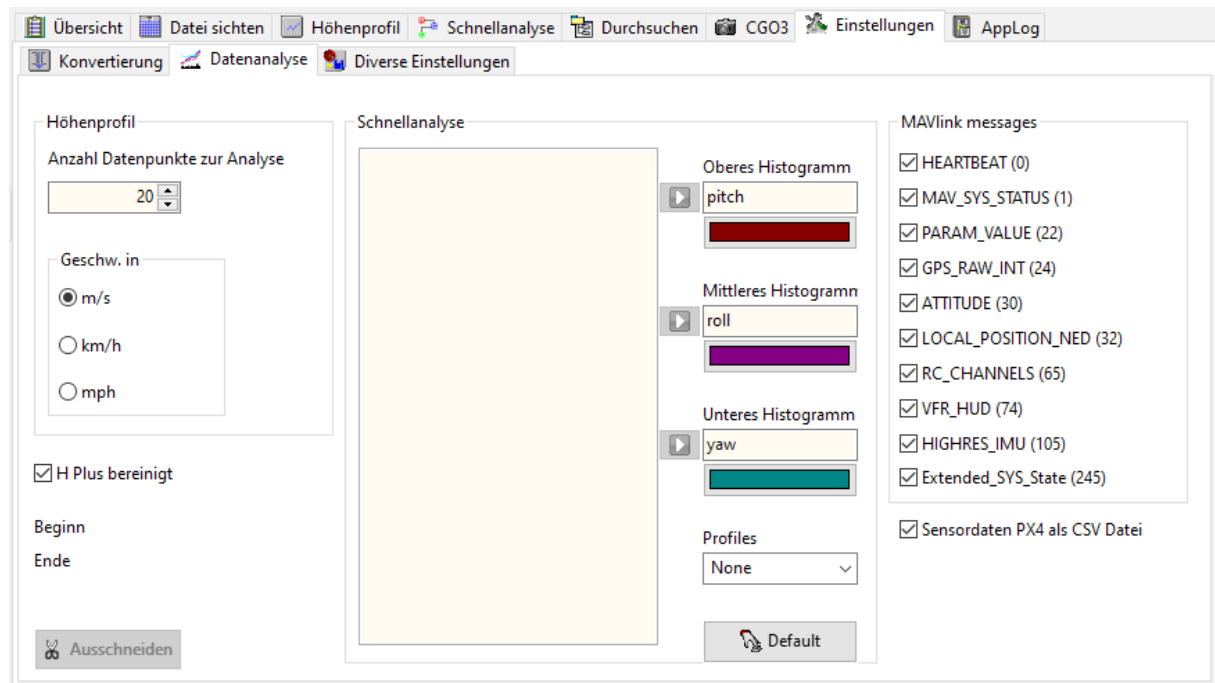 Übersicht Datei sichten Höhenprofil Schnellanalyse Durchsuchen CGO3 Einstellungen AppLog
Konvertierung Datenanalyse Diverse Einstellungen
Höhenprofil
Anzahl Datenpunkte zur Analyse
20
Geschw. in
m/s
km/h
mph
H Plus bereinigt
Beginn
Ende
Ausschneiden
Schnellanalyse
Oberes Histogramm
pitch
Mittleres Histogramm
roll
Unteres Histogramm
yaw
Profiles
None
Default
MAVlink messages
HEARTBEAT (0)
MAV_SYS_STATUS (1)
PARAM_VALUE (22)
GPS_RAW_INT (24)
ATTITUDE (30)
LOCAL_POSITION_NED (32)
RC_CHANNELS (65)
VFR_HUD (74)
HIGHRES_IMU (105)
Extended_SYS_State (245)
Sensordaten PX4 als CSV Datei